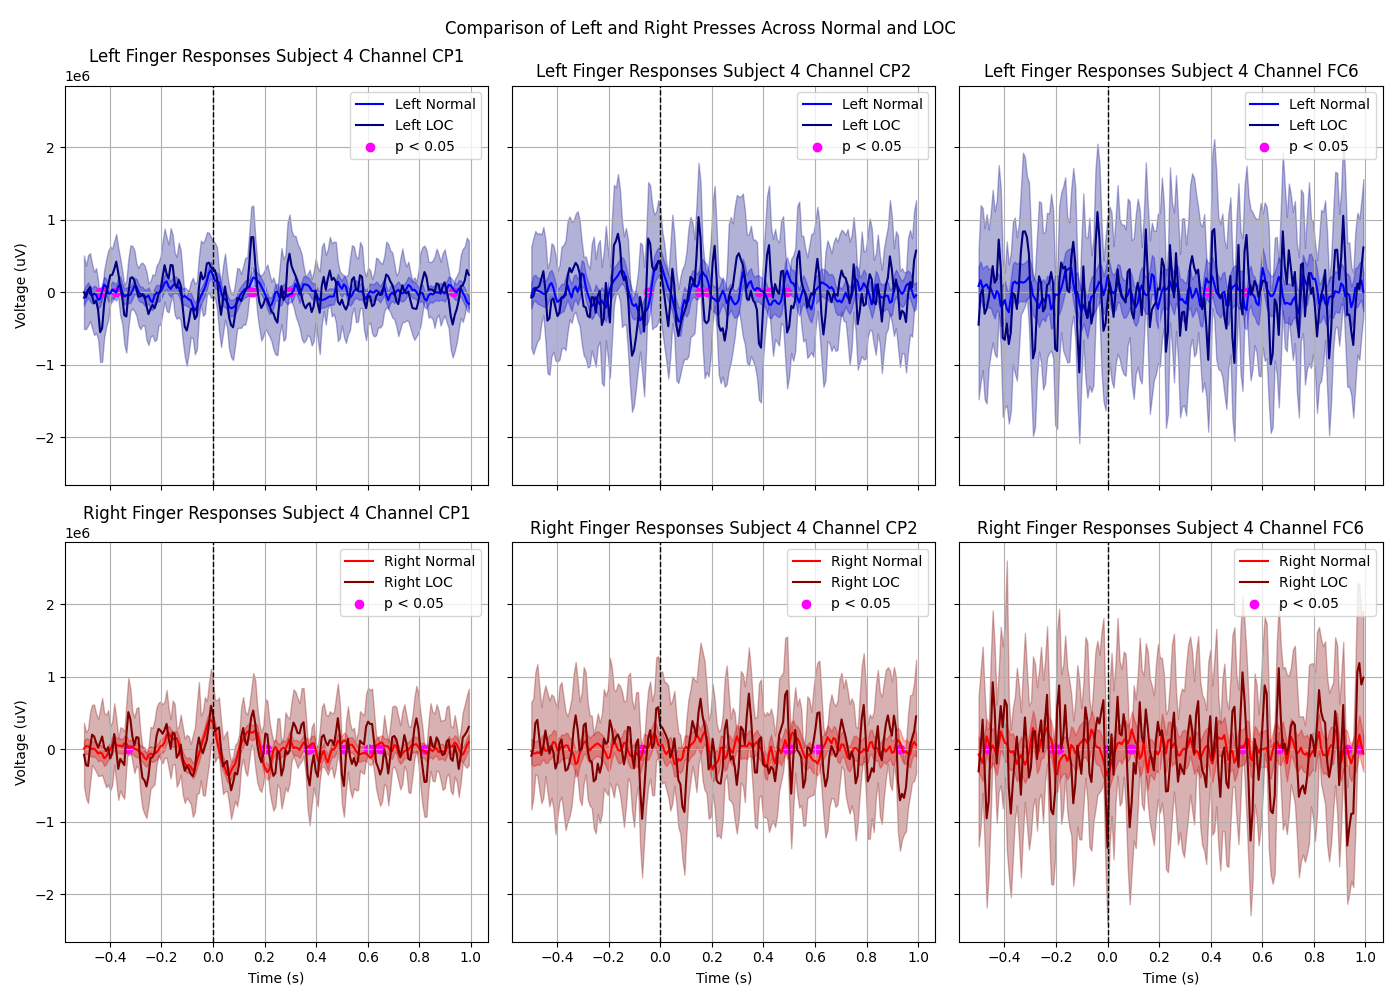 Comparison of Left and Right Presses Across Normal and LOC
Left Finger Responses Subject 4 Channel CP1
1e6
Voltage (uV)
2
1
0
−1
−2
Left Normal
Left LOC
p < 0.05
Left Finger Responses Subject 4 Channel CP2
Left Normal
Left LOC
p < 0.05
Left Finger Responses Subject 4 Channel FC6
Left Normal
Left LOC
p < 0.05
Right Finger Responses Subject 4 Channel CP1
1e6
Voltage (uV)
2
1
0
−1
−2
Right Normal
Right LOC
p < 0.05
−0.4 −0.2 0.0 0.2 0.4 0.6 0.8 1.0
Time (s)
Right Finger Responses Subject 4 Channel CP2
Right Normal
Right LOC
p < 0.05
−0.4 −0.2 0.0 0.2 0.4 0.6 0.8 1.0
Time (s)
Right Finger Responses Subject 4 Channel FC6
Right Normal
Right LOC
p < 0.05
−0.4 −0.2 0.0 0.2 0.4 0.6 0.8 1.0
Time (s)